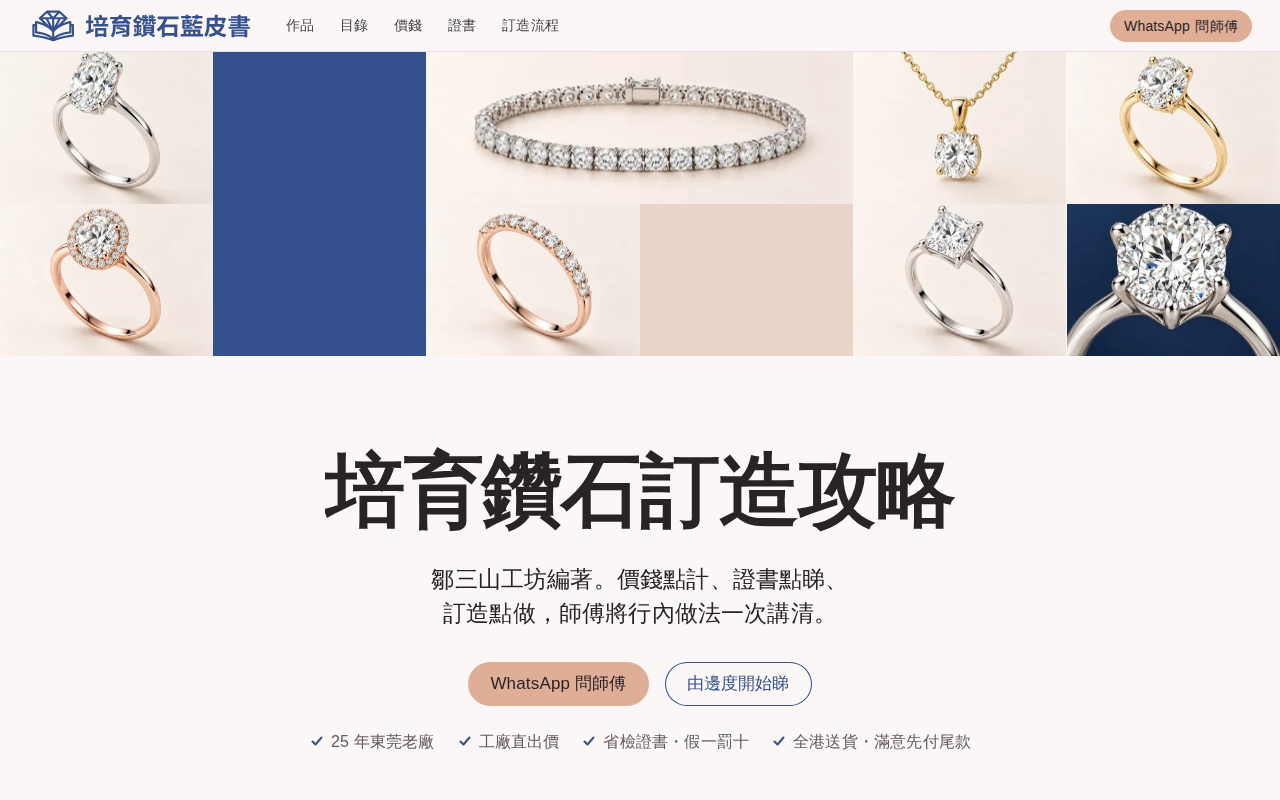 培育鑽石藍皮書
作品
目錄
價錢
證書
訂造流程
WhatsApp 問師傅
培育鑽石訂造攻略
鄒三山工坊編著。價錢點計、證書點睇、
訂造點做，師傅將行內做法一次講清。
WhatsApp 問師傅
由邊度開始睇
25 年東莞老廠
工廠直出價
省檢證書・假一罰十
全港送貨・滿意先付尾款